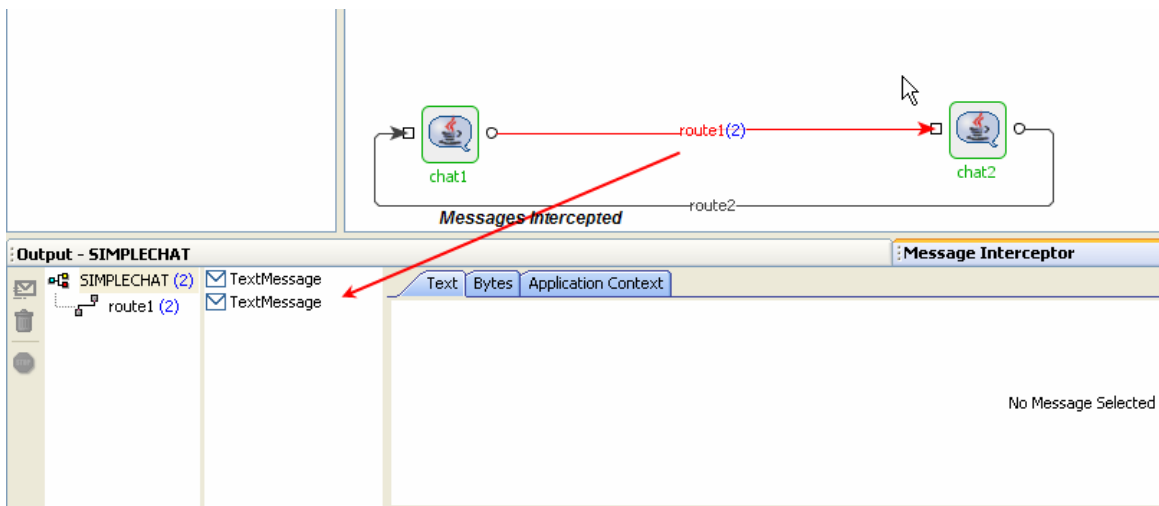 route1(2)
chat1
chat2
route2
Messages Intercepted
Output - SIMPLECHAT
Message Interceptor
SIMPLECHAT (2)
TextMessage
Text
Bytes
Application Context
route1 (2)
TextMessage
No Message Selected